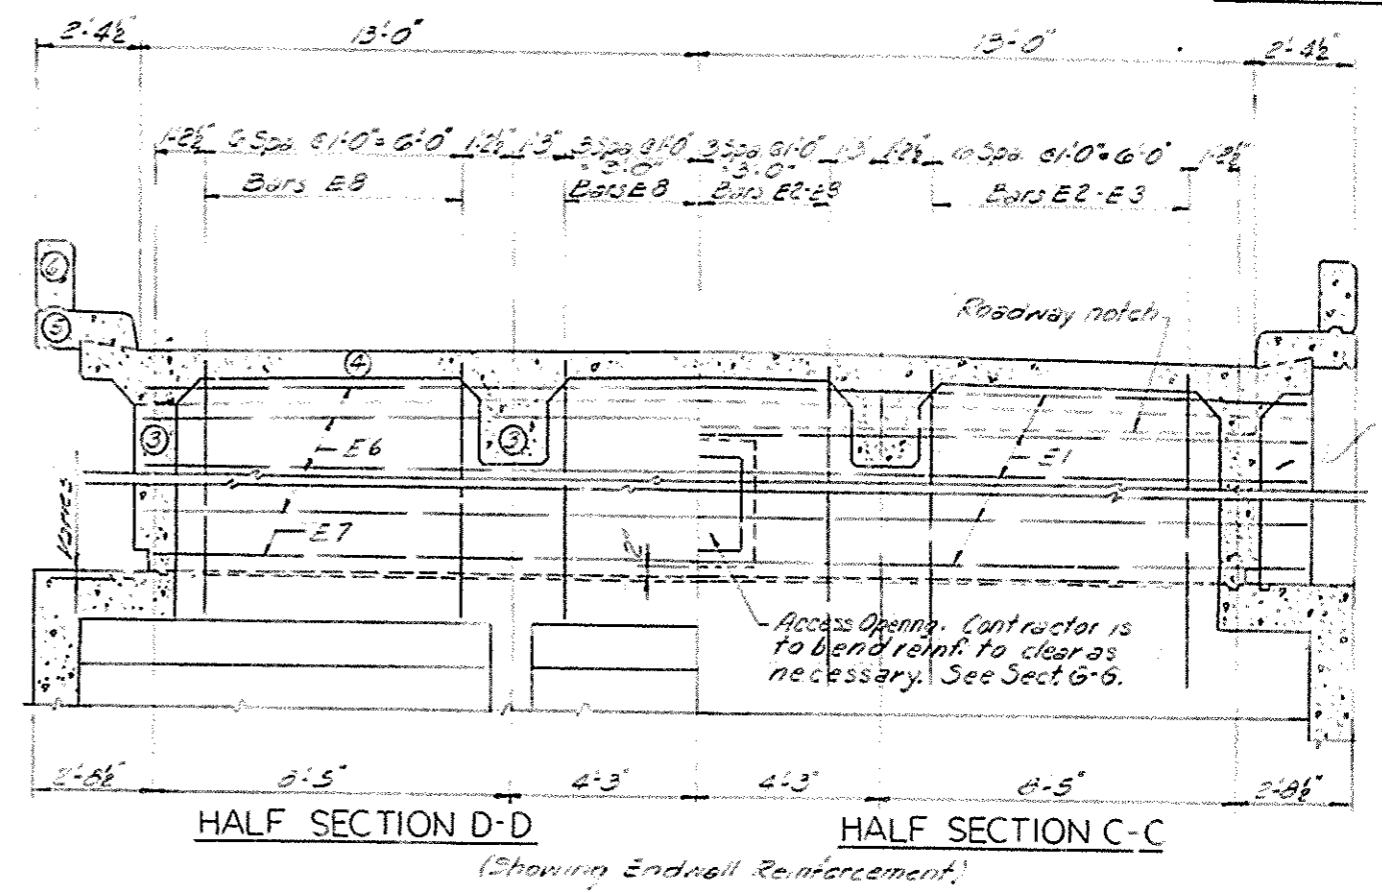 2'-4½" 13'-0" 13'-0" 2'-4½"
1'-2½" 6 Spa @1'-0"=6'-0" 1'-2½" 1'-3" 3 Spa @1'-0 3 Spa @1'-0" 1'-3 1'-2½" 6 Spa. @1'-0"=6'-0" 1'-2½"
=3'-0" =3'-0"
Bars E8 Bars E8 Bars E2-E3 Bars E2-E3
6
5
Roadway notch
4
3 E6 3 E1
Varies
E7
2"
Access Openng. Contractor is
to bend reinf. to clear as
necessary. See Sect. G-G.
2'-8½" 8'-5" 4'-3" 4'-3" 8'-5" 2'-8½"
HALF SECTION D-D HALF SECTION C-C
(Showing Endwall Reinforcement)